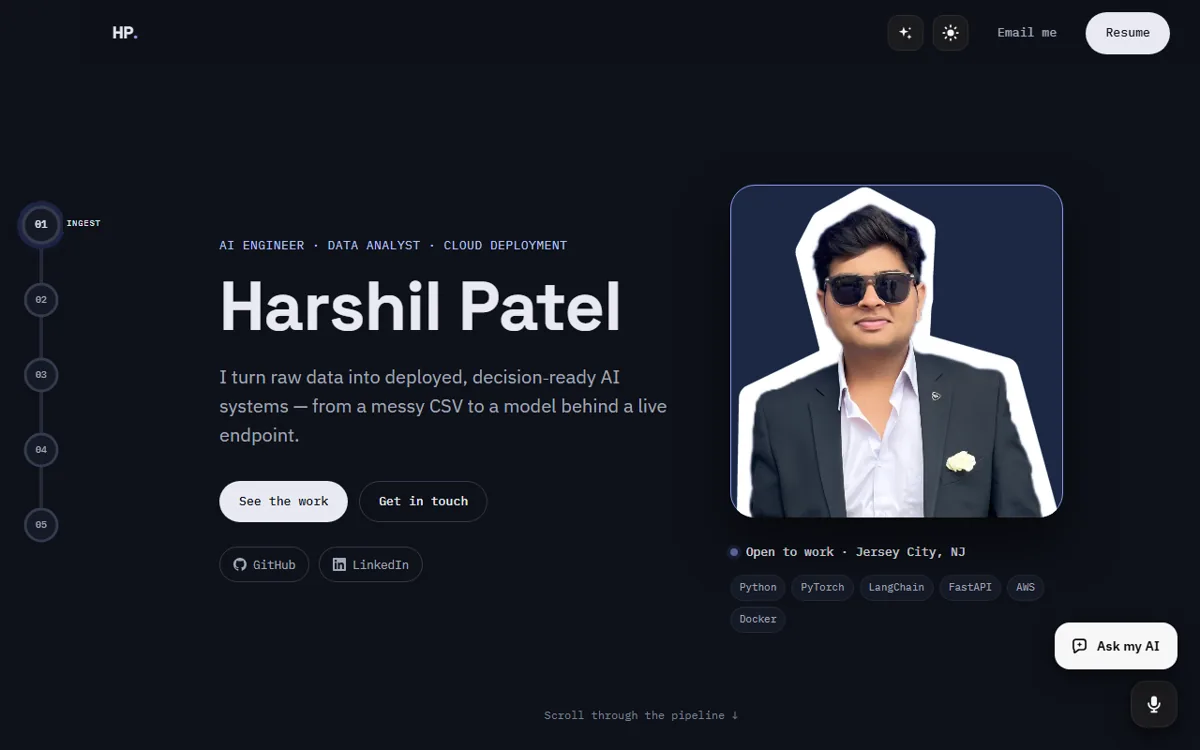 HP.
Email me
Resume
01
INGEST
02
03
04
05
AI ENGINEER · DATA ANALYST · CLOUD DEPLOYMENT
Harshil Patel
I turn raw data into deployed, decision-ready AI
systems — from a messy CSV to a model behind a live
endpoint.
See the work
Get in touch
GitHub
LinkedIn
Open to work · Jersey City, NJ
Python
PyTorch
LangChain
FastAPI
AWS
Docker
Ask my AI
Scroll through the pipeline ↓